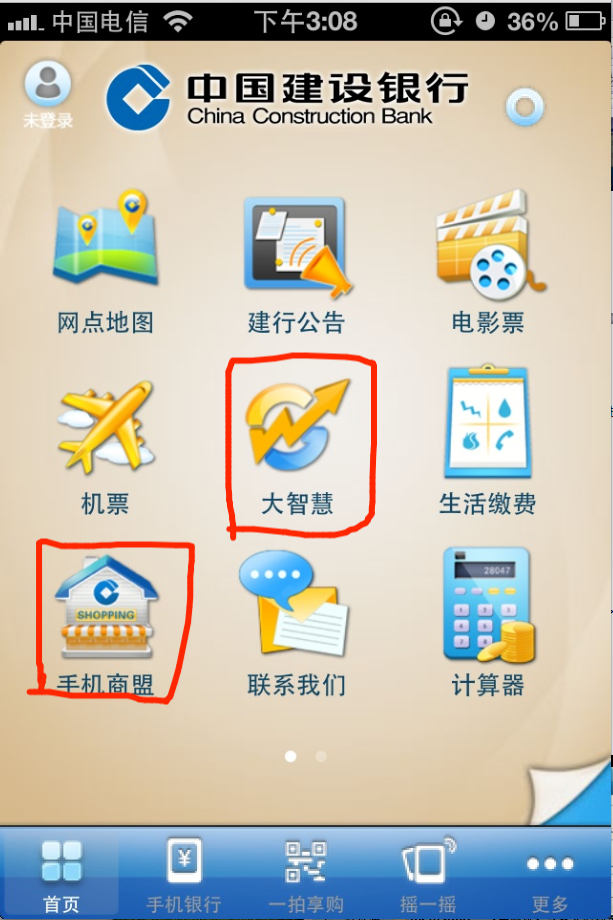 中国电信 下午3:08 36%
未登录
中国建设银行
China Construction Bank
网点地图 建行公告 电影票
机票 大智慧 生活缴费
SHOPPING
28047
手机商盟 联系我们 计算器
¥
首页 手机银行 一拍享购 摇一摇 更多